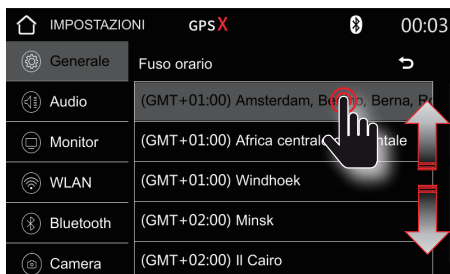 IMPOSTAZIONI GPS X 00:03
Generale
Fuso orario
Audio
(GMT+01:00) Amsterdam, Berna,
Monitor
(GMT+01:00) Africa
WLAN
(GMT+01:00) Windhoek
Bluetooth
(GMT+02:00) Minsk
Camera
(GMT+02:00) Il Cairo